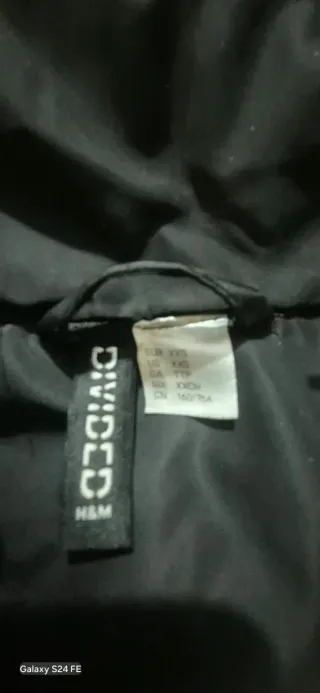 DIVIDED
H&M
EUR XXS
US XXS
CA TTP
MX XXCH
CN 160/76A
Galaxy S24 FE